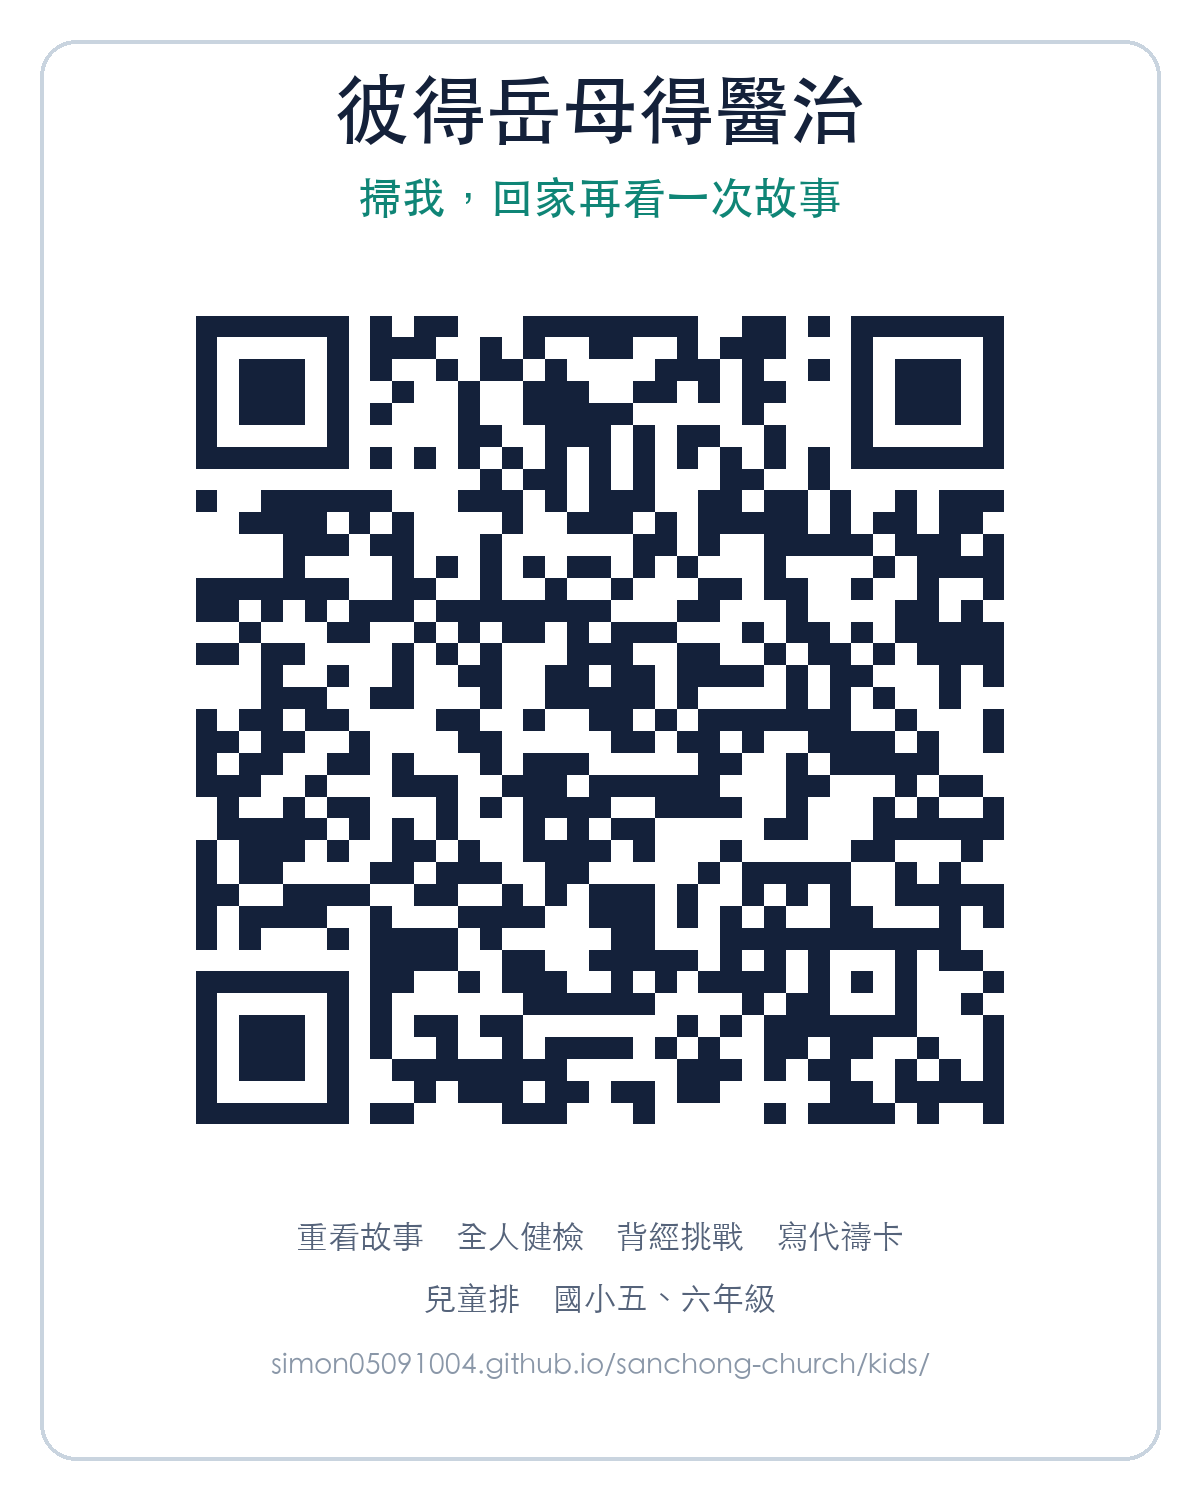 彼得岳母得醫治
掃我，回家再看一次故事
重看故事　全人健檢　背經挑戰　寫代禱卡
兒童排　國小五、六年級
simon05091004.github.io/sanchong-church/kids/